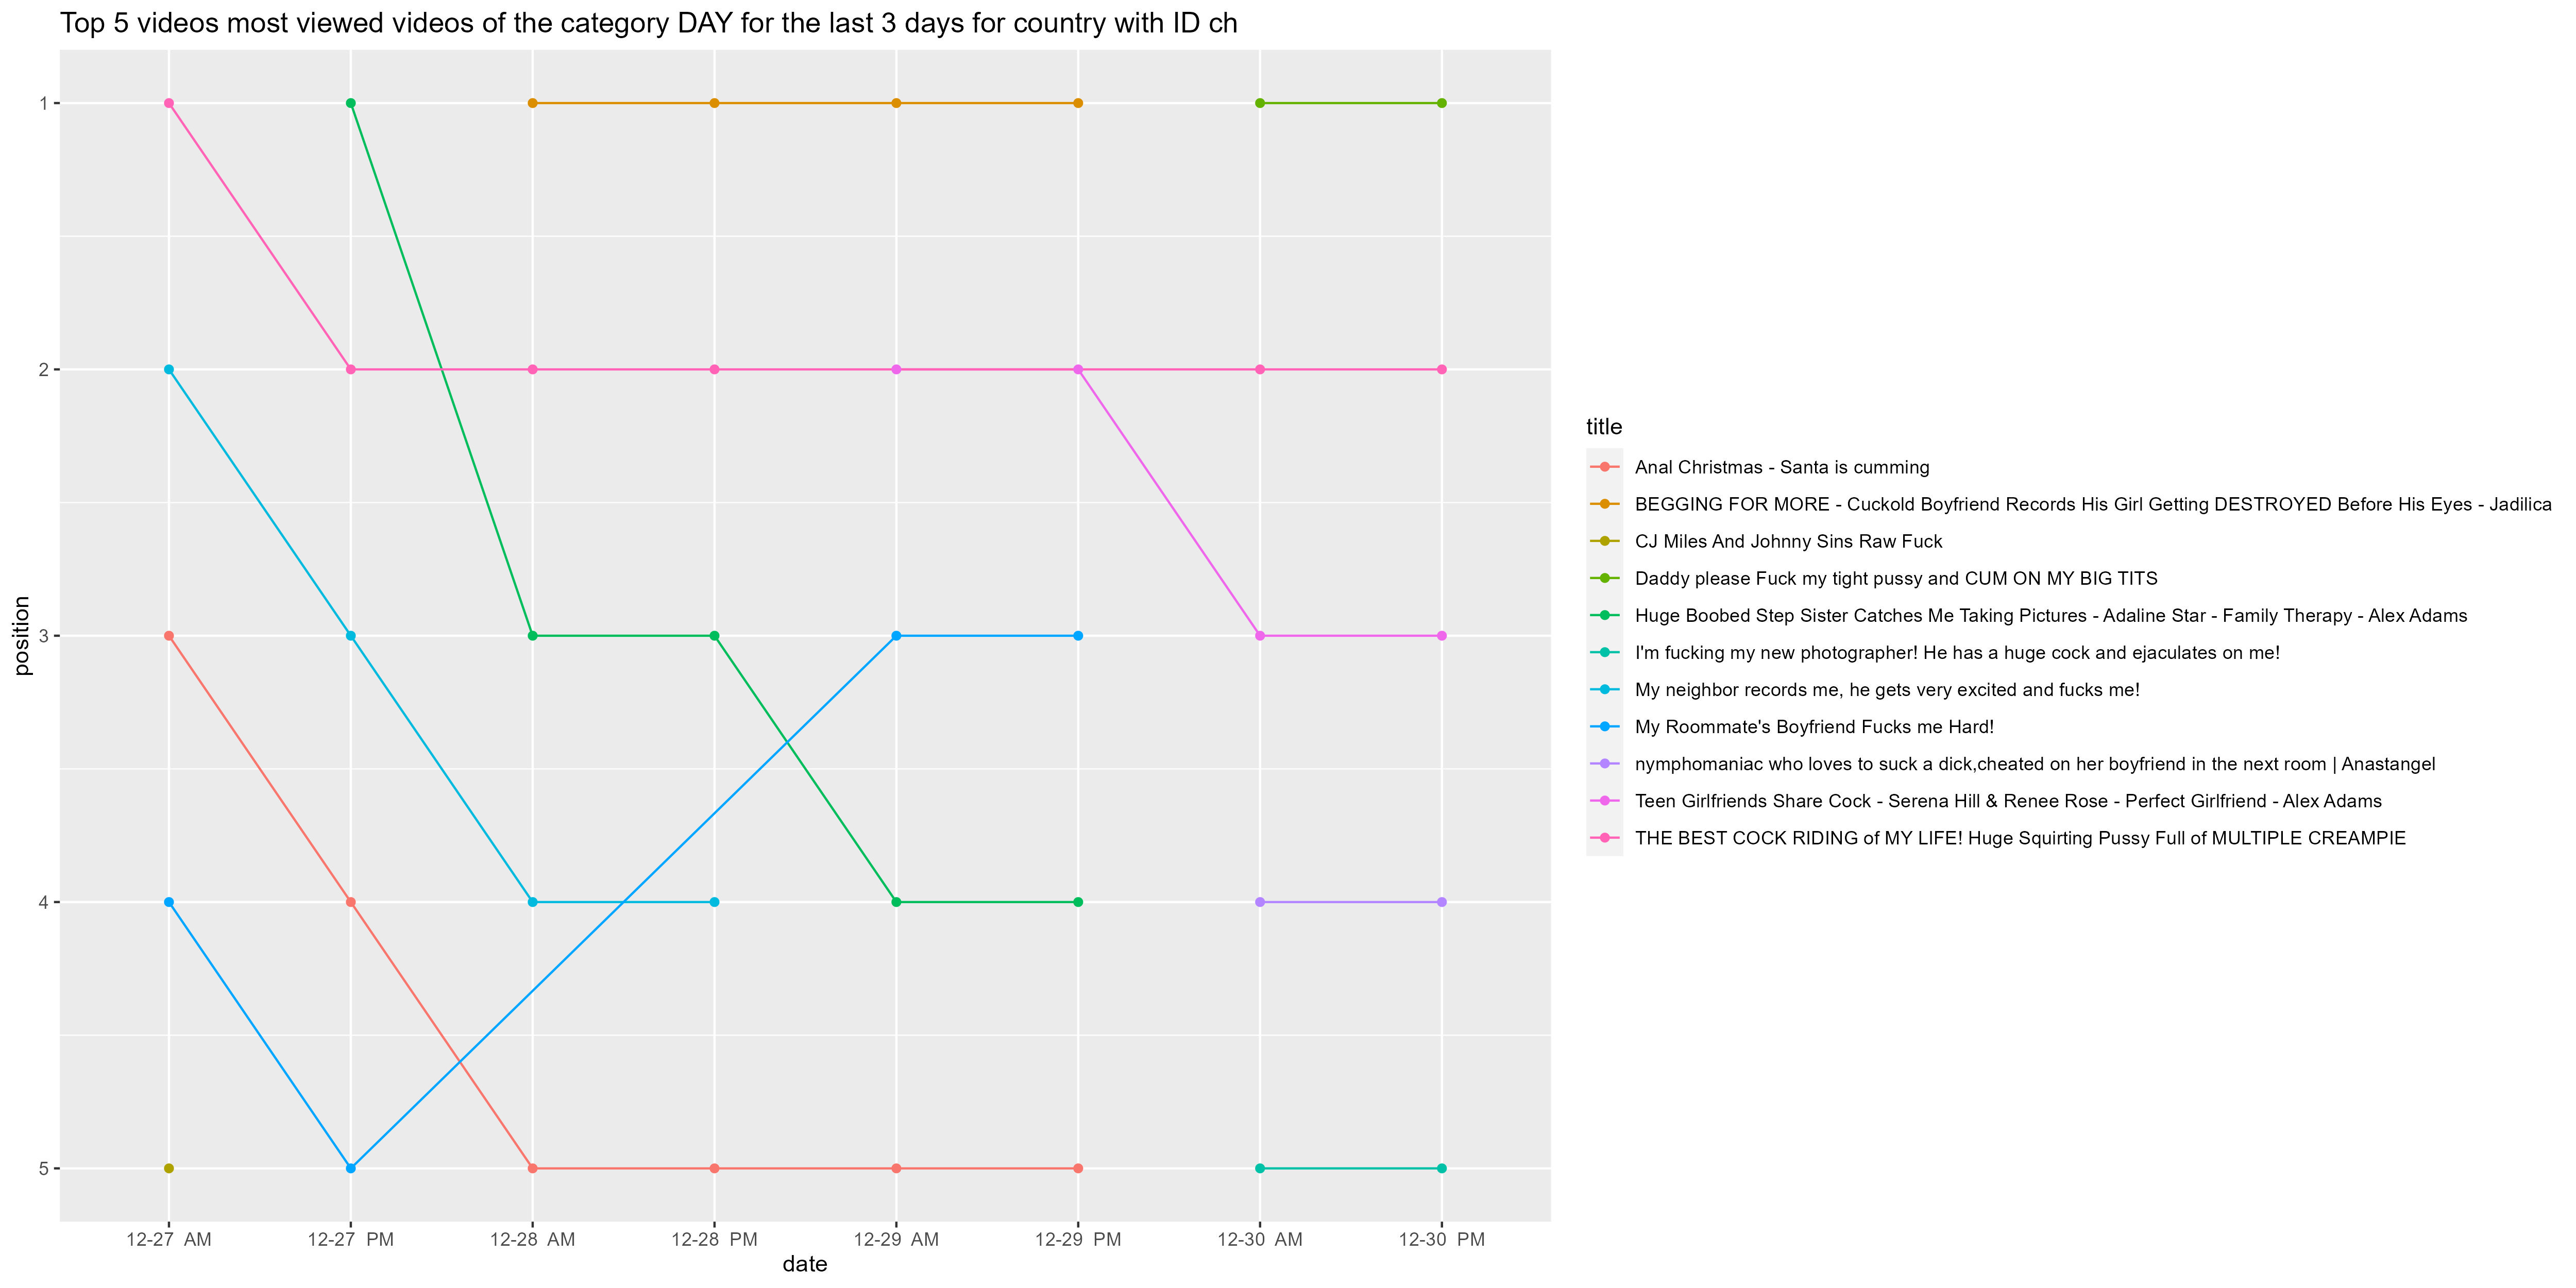 Top 5 videos most viewed videos of the category DAY for the last 3 days for country with ID ch
position
1
2
3
4
5
12-27 AM
12-27 PM
12-28 AM
12-28 PM
12-29 AM
12-29 PM
12-30 AM
12-30 PM
date
title
Anal Christmas - Santa is cumming
BEGGING FOR MORE - Cuckold Boyfriend Records His Girl Getting DESTROYED Before His Eyes - Jadilica
CJ Miles And Johnny Sins Raw Fuck
Daddy please Fuck my tight pussy and CUM ON MY BIG TITS
Huge Boobed Step Sister Catches Me Taking Pictures - Adaline Star - Family Therapy - Alex Adams
I'm fucking my new photographer! He has a huge cock and ejaculates on me!
My neighbor records me, he gets very excited and fucks me!
My Roommate's Boyfriend Fucks me Hard!
nymphomaniac who loves to suck a dick,cheated on her boyfriend in the next room | Anastangel
Teen Girlfriends Share Cock - Serena Hill & Renee Rose - Perfect Girlfriend - Alex Adams
THE BEST COCK RIDING of MY LIFE! Huge Squirting Pussy Full of MULTIPLE CREAMPIE